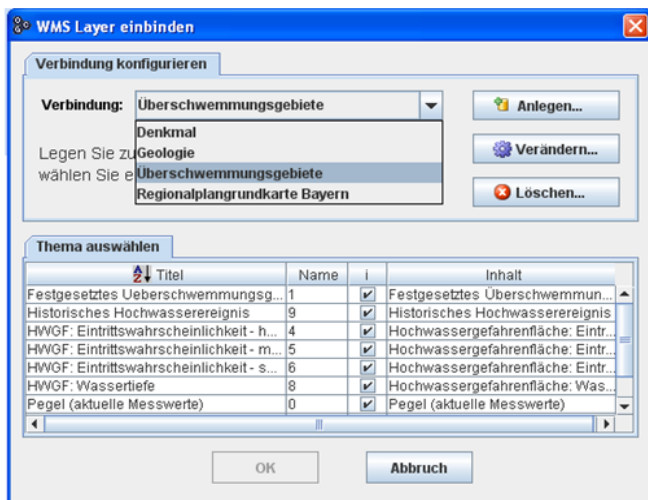 WMS Layer einbinden
Verbindung konfigurieren
Verbindung: Überschwemmungsgebiete
Anlegen...
Denkmal
Geologie
Überschwemmungsgebiete
Regionalplangrundkarte Bayern
Legen Sie zu
wählen Sie e
Verändern...
Löschen...
Thema auswählen
Titel Name i Inhalt
Festgesetztes Ueberschwemmungsg... 1 Festgesetztes Überschwemmun...
Historisches Hochwasserereignis 9 Historisches Hochwasserereignis
HWGF: Eintrittswahrscheinlichkeit - h... 4 Hochwassergefahrenfläche: Eintr...
HWGF: Eintrittswahrscheinlichkeit - m... 5 Hochwassergefahrenfläche: Eintr...
HWGF: Eintrittswahrscheinlichkeit - s... 6 Hochwassergefahrenfläche: Eintr...
HWGF: Wassertiefe 8 Hochwassergefahrenfläche: Was...
Pegel (aktuelle Messwerte) 0 Pegel (aktuelle Messwerte)
OK Abbruch